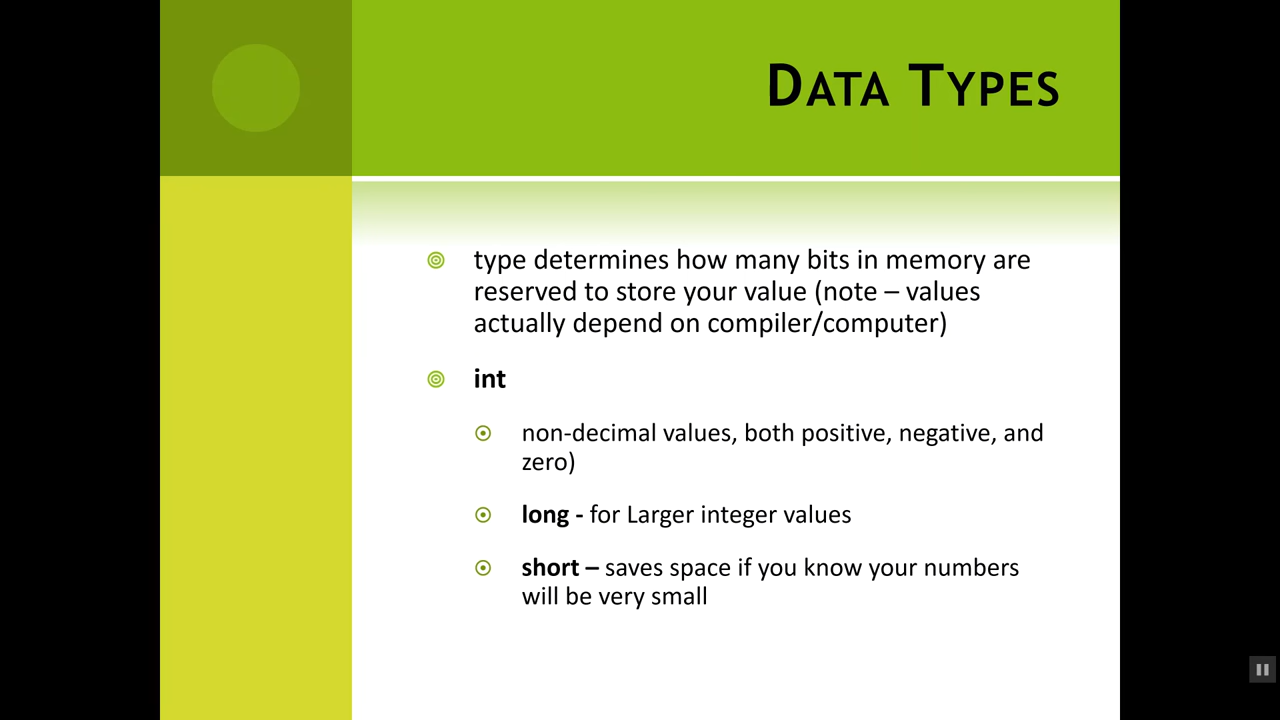 DATA TYPES
type determines how many bits in memory are
reserved to store your value (note – values
actually depend on compiler/computer)
int
non-decimal values, both positive, negative, and
zero)
long - for Larger integer values
short – saves space if you know your numbers
will be very small